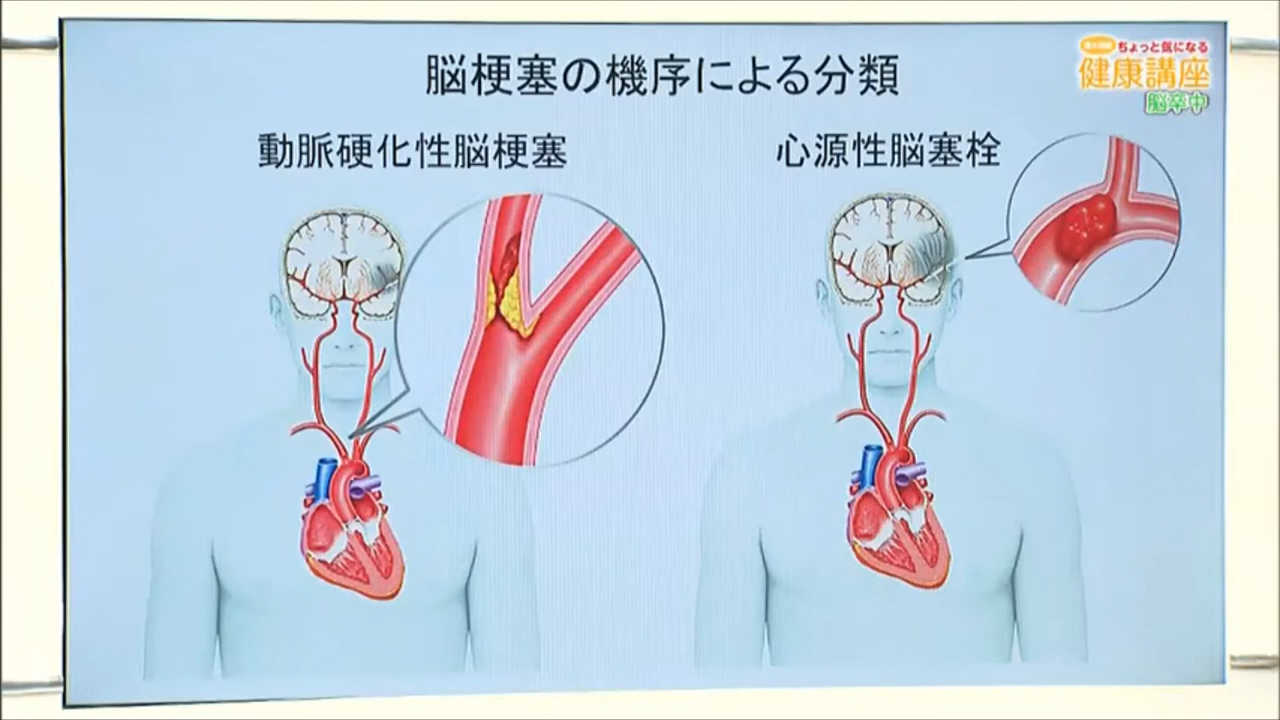 脳梗塞の機序による分類
ちょっと気になる
健康講座
脳卒中
動脈硬化性脳梗塞
心源性脳塞栓